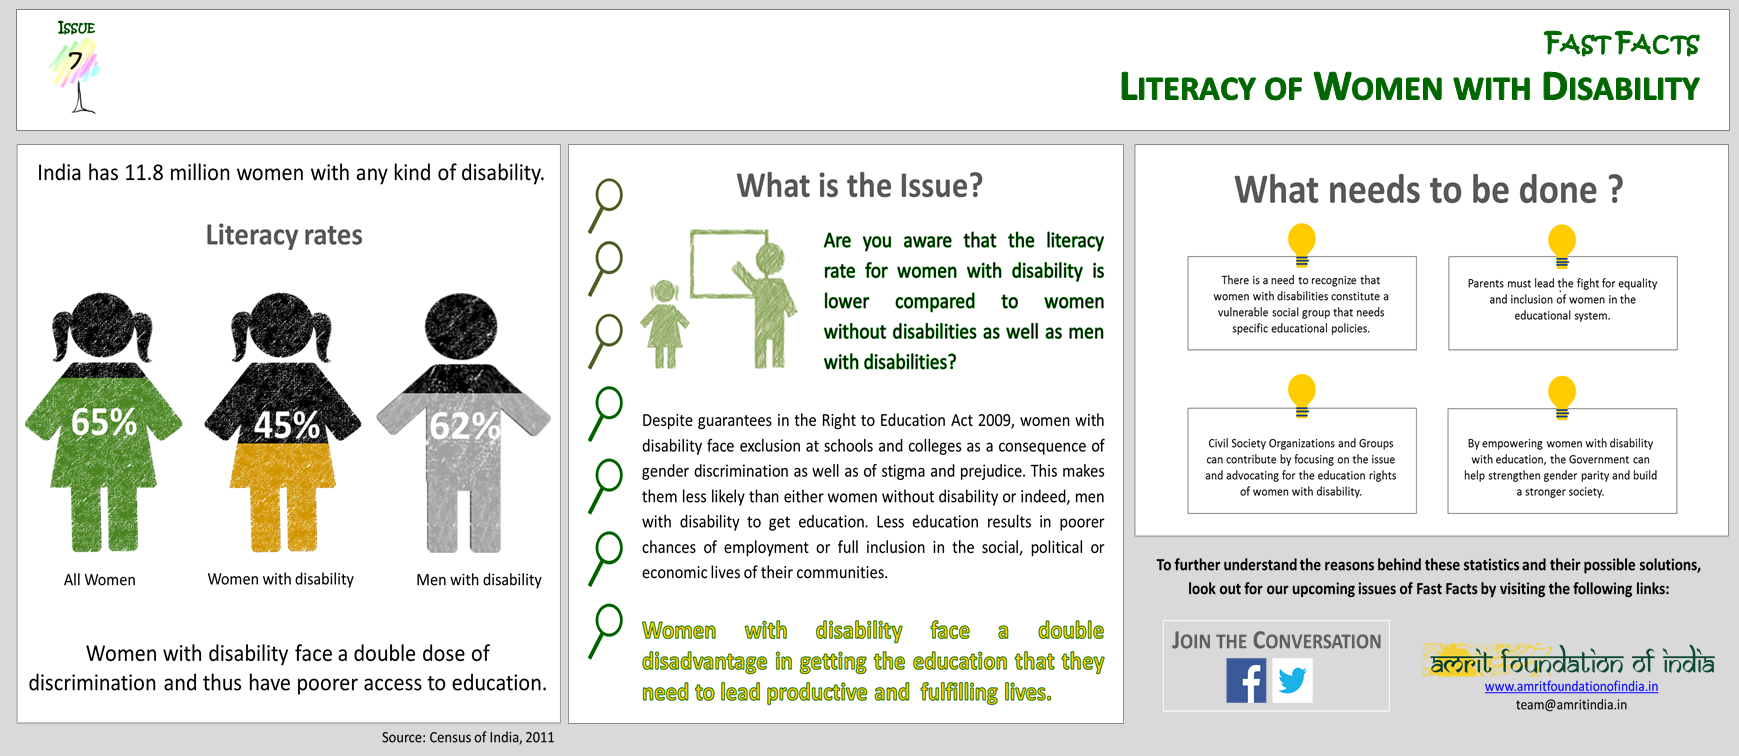 ISSUE
7
FAST FACTS
LITERACY OF WOMEN WITH DISABILITY
India has 11.8 million women with any kind of disability.
Literacy rates
65%
45%
62%
All Women
Women with disability
Men with disability
Women with disability face a double dose of
discrimination and thus have poorer access to education.
Source: Census of India, 2011
What is the Issue?
Are you aware that the literacy
rate for women with disability is
lower compared to women
without disabilities as well as men
with disabilities?
Despite guarantees in the Right to Education Act 2009, women with
disability face exclusion at schools and colleges as a consequence of
gender discrimination as well as of stigma and prejudice. This makes
them less likely than either women without disability or indeed, men
with disability to get education. Less education results in poorer
chances of employment or full inclusion in the social, political or
economic lives of their communities.
Women with disability face a double
disadvantage in getting the education that they
need to lead productive and fulfilling lives.
What needs to be done ?
There is a need to recognize that
women with disabilities constitute a
vulnerable social group that needs
specific educational policies.
Parents must lead the fight for equality
and inclusion of women in the
educational system.
Civil Society Organizations and Groups
can contribute by focusing on the issue
and advocating for the education rights
of women with disability.
By empowering women with disability
with education, the Government can
help strengthen gender parity and build
a stronger society.
To further understand the reasons behind these statistics and their possible solutions,
look out for our upcoming issues of Fast Facts by visiting the following links:
JOIN THE CONVERSATION
f
amrit foundation of india
www.amritfoundationofindia.in
team@amritindia.in